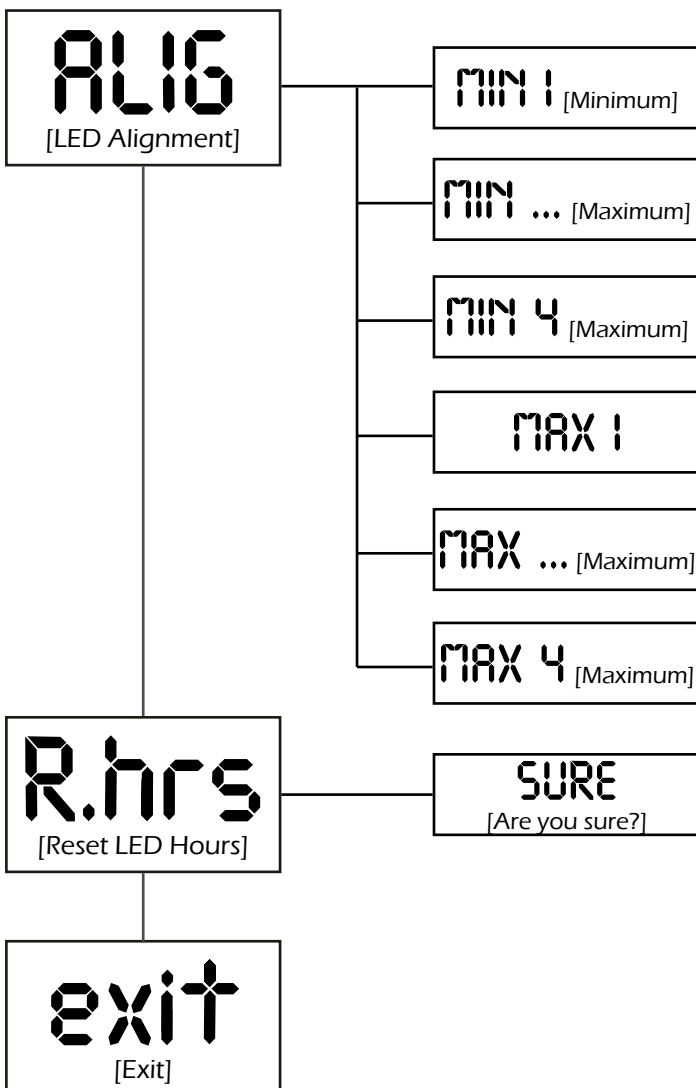 ALIG
[LED Alignment]
MIN 1 [Minimum]
MIN ... [Maximum]
MIN 4 [Maximum]
MAX 1
MAX ... [Maximum]
MAX 4 [Maximum]
R.hrs
[Reset LED Hours]
SURE
[Are you sure?]
exit
[Exit]